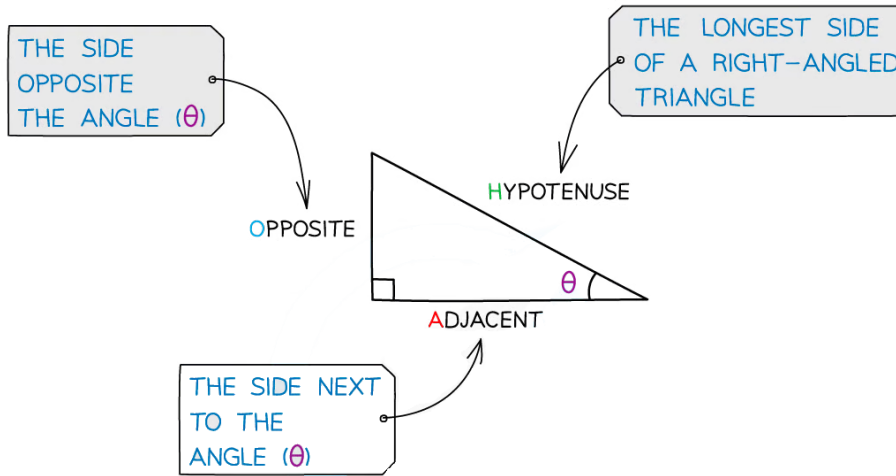 THE SIDE
OPPOSITE
THE ANGLE (θ)
THE LONGEST SIDE
OF A RIGHT-ANGLED
TRIANGLE
HYPOTENUSE
OPPOSITE
θ
ADJACENT
THE SIDE NEXT
TO THE
ANGLE (θ)